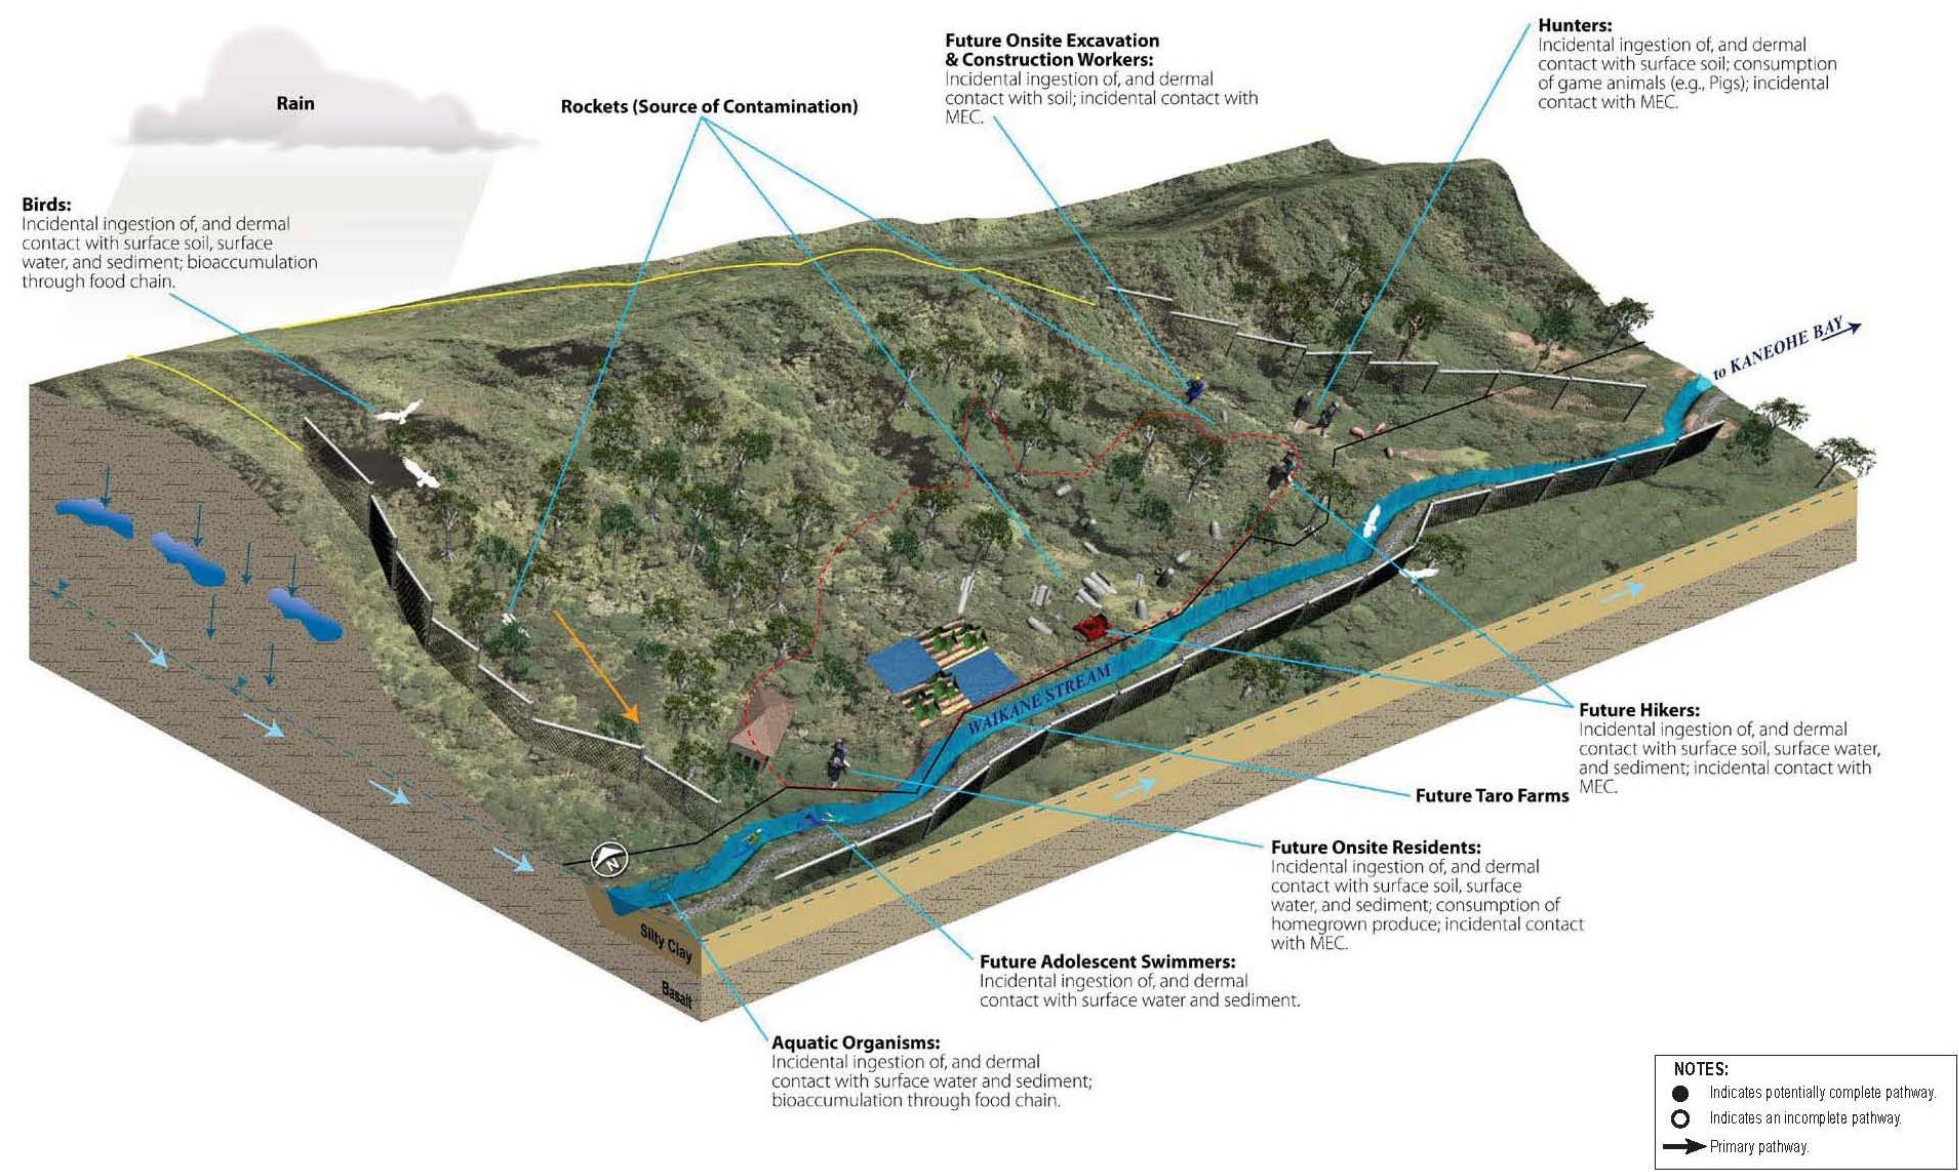 Rain
Rockets (Source of Contamination)
Future Onsite Excavation
& Construction Workers:
Incidental ingestion of, and dermal
contact with soil; incidental contact with
MEC.
Hunters:
Incidental ingestion of, and dermal
contact with surface soil; consumption
of game animals (e.g., Pigs); incidental
contact with MEC.
Birds:
Incidental ingestion of, and dermal
contact with surface soil, surface
water, and sediment; bioaccumulation
through food chain.
to KANEOHE BAY
WAIKANE STREAM
Future Hikers:
Incidental ingestion of, and dermal
contact with surface soil, surface water,
and sediment; incidental contact with
MEC.
Future Taro Farms
Future Onsite Residents:
Incidental ingestion of, and dermal
contact with surface soil, surface
water, and sediment; consumption of
homegrown produce; incidental contact
with MEC.
N
Silty Clay
Basalt
Future Adolescent Swimmers:
Incidental ingestion of, and dermal
contact with surface water and sediment.
Aquatic Organisms:
Incidental ingestion of, and dermal
contact with surface water and sediment;
bioaccumulation through food chain.
NOTES:
Indicates potentially complete pathway.
Indicates an incomplete pathway.
Primary pathway.